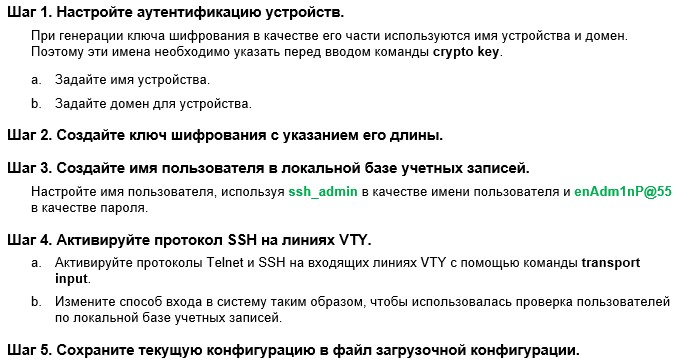 Шаг 1. Настройте аутентификацию устройств.
При генерации ключа шифрования в качестве его части используются имя устройства и домен.
Поэтому эти имена необходимо указать перед вводом команды crypto key.
a. Задайте имя устройства.
b. Задайте домен для устройства.
Шаг 2. Создайте ключ шифрования с указанием его длины.
Шаг 3. Создайте имя пользователя в локальной базе учетных записей.
Настройте имя пользователя, используя ssh_admin в качестве имени пользователя и enAdm1nP@55
в качестве пароля.
Шаг 4. Активируйте протокол SSH на линиях VTY.
a. Активируйте протоколы Telnet и SSH на входящих линиях VTY с помощью команды transport
input.
b. Измените способ входа в систему таким образом, чтобы использовалась проверка пользователей
по локальной базе учетных записей.
Шаг 5. Сохраните текущую конфигурацию в файл загрузочной конфигурации.